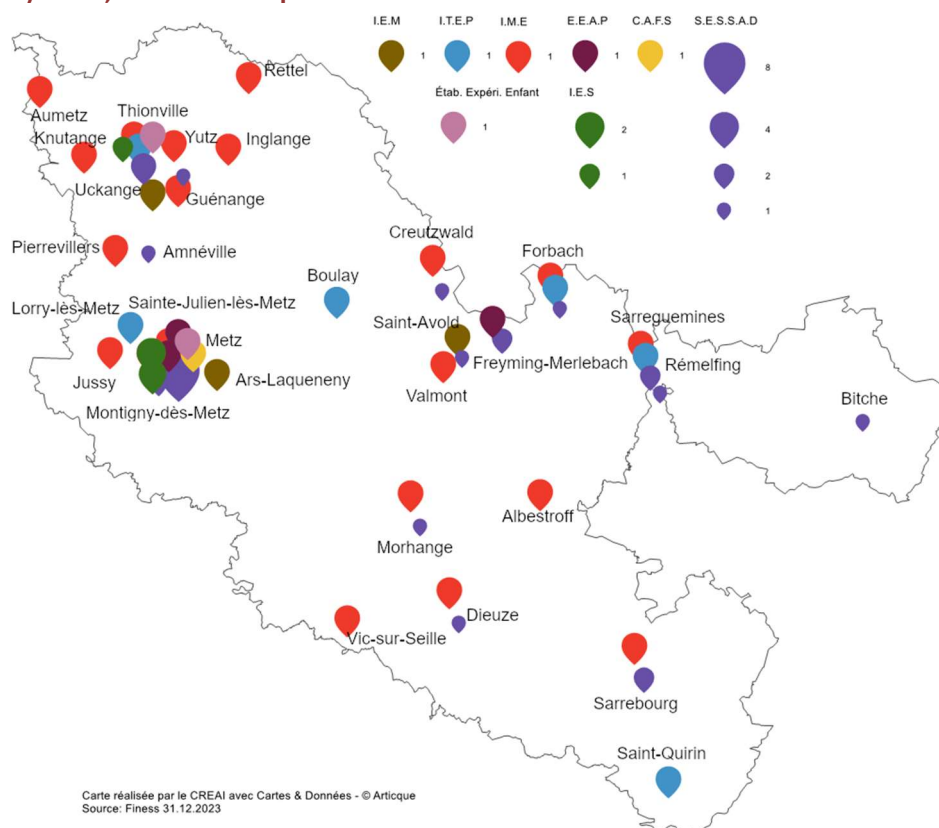 I.E.M I.T.E.P I.M.E E.E.A.P C.A.F.S S.E.S.S.A.D
1 1 1 1 1 8
Étab. Expéri. Enfant I.E.S
1 2 4
1 2
1
Rettel
Aumetz
Thionville
Knutange
Yutz
Inglange
Uckange
Guénange
Creutzwald
Pierrevillers
Amnéville
Forbach
Boulay
Lorry-lès-Metz
Sainte-Julien-lès-Metz
Saint-Avold
Sarreguemines
Metz
Freyming-Merlebach
Rémelfing
Jussy
Ars-Laqueneny
Valmont
Bitche
Montigny-dès-Metz
Albestroff
Morhange
Dieuze
Vic-sur-Seille
Sarrebourg
Saint-Quirin
Carte réalisée par le CREAI avec Cartes & Données - © Articque
Source: Finess 31.12.2023